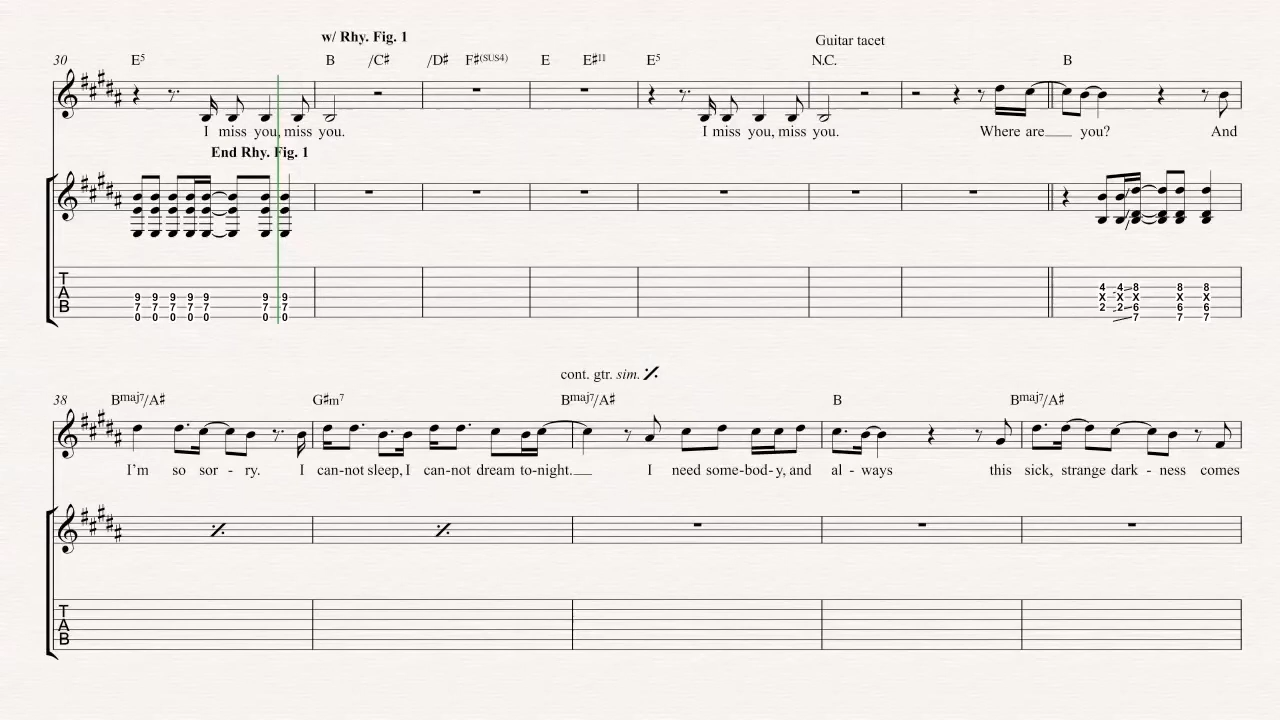 w/ Rhy. Fig. 1
Guitar tacet
30 E5 B /C♯ /D♯ F♯(SUS4) E E♯11 E5 N.C. B
I miss you, miss you. I miss you, miss you. Where are you? And
End Rhy. Fig. 1
T
A
B
9 9 9 9 9 9 9 4 4 8 8 8
7 7 7 7 7 7 7 X X X X X
0 0 0 0 0 0 0 2 2 6 6 6
7 7 7
cont. gtr. sim.
38 Bmaj7/A♯ G♯m7 Bmaj7/A♯ B Bmaj7/A♯
I'm so sor - ry. I can-not sleep, I can-not dream to-night. I need some-bod-y, and al - ways this sick, strange dark - ness comes
T
A
B